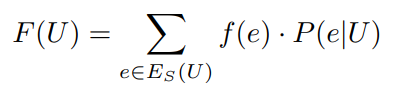 F(U) = ∑_{e∈E_S(U)} f(e) · P(e|U)